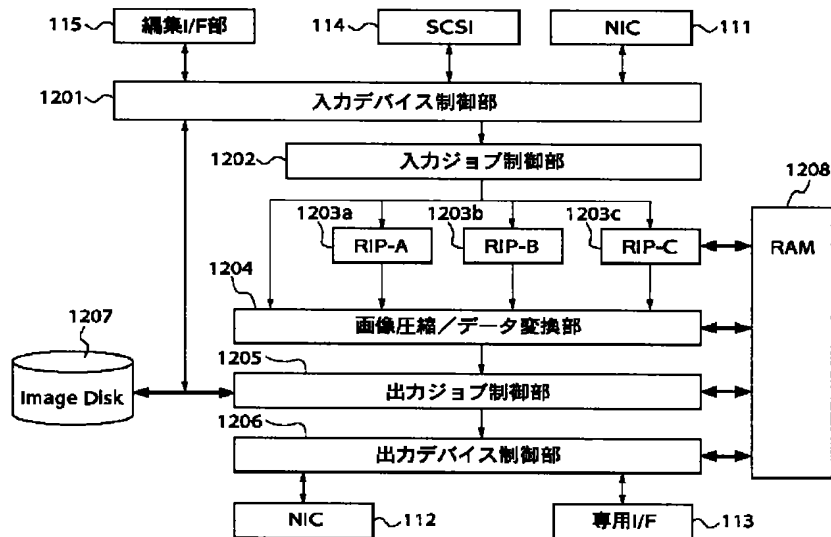 115
編集I/F部
114
SCSI
NIC
111
1201
入力デバイス制御部
1202
入力ジョブ制御部
1208
1203a
1203b
1203c
RIP-A
RIP-B
RIP-C
RAM
1204
画像圧縮/データ変換部
1207
1205
Image Disk
出力ジョブ制御部
1206
出力デバイス制御部
NIC
112
専用I/F
113